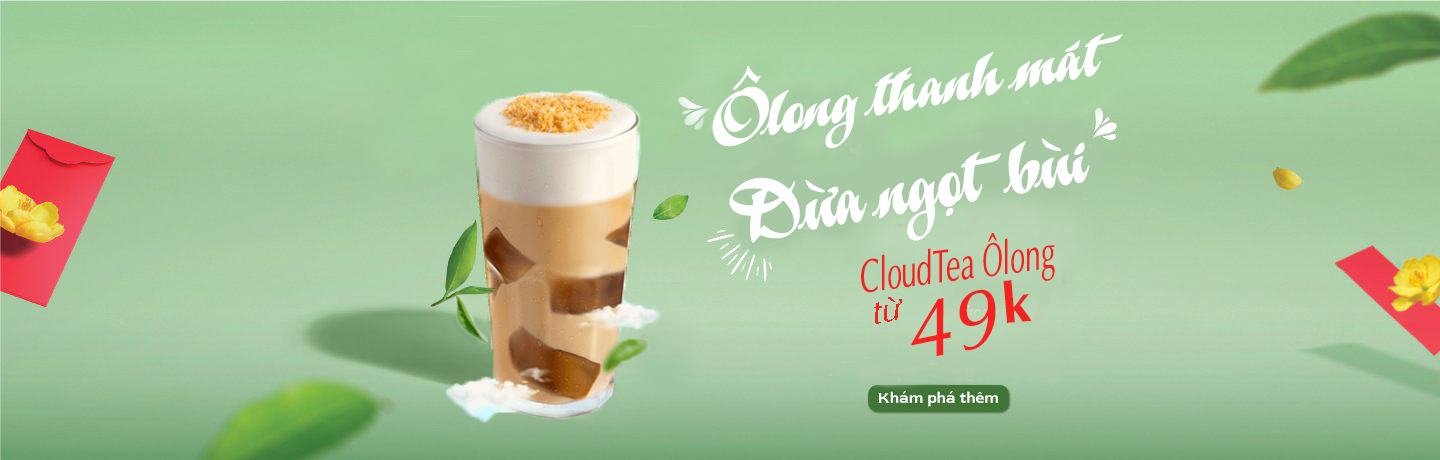 Ôlong thanh mát
Dừa ngọt bùi
CloudTea Ôlong
từ 49k
Khám phá thêm